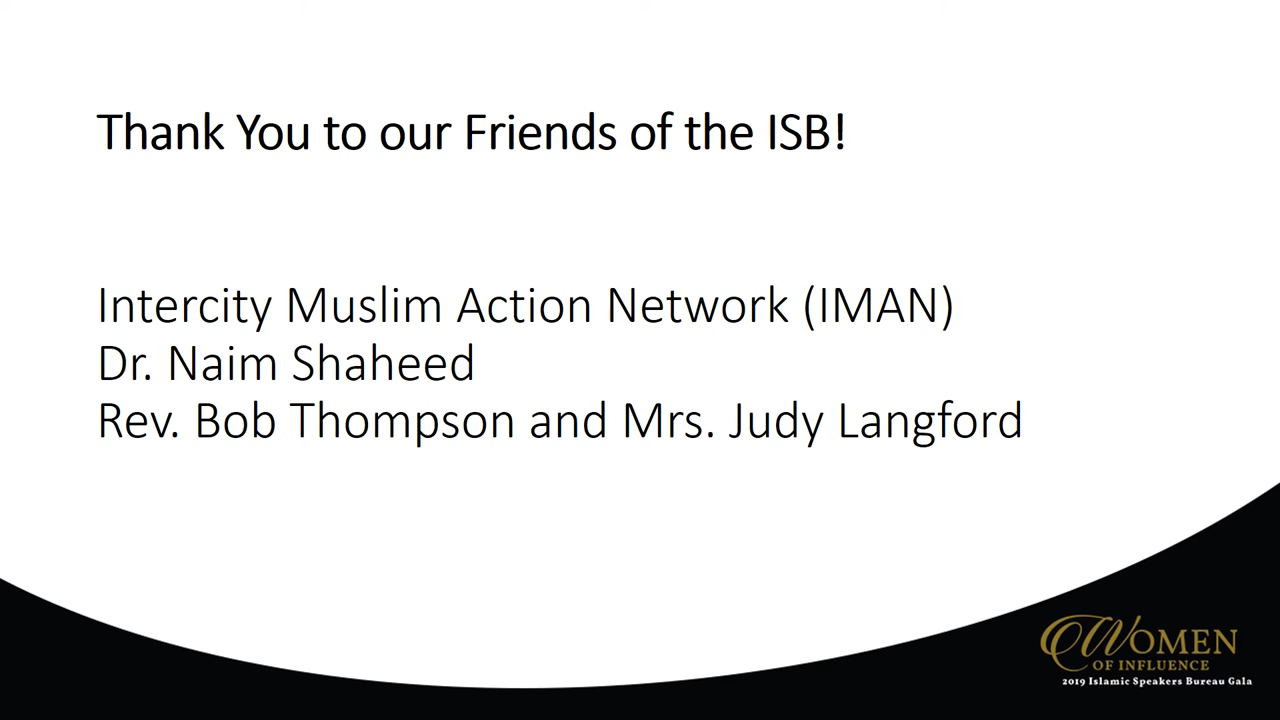 Thank You to our Friends of the ISB!
Intercity Muslim Action Network (IMAN)
Dr. Naim Shaheed
Rev. Bob Thompson and Mrs. Judy Langford
WOMEN
OF INFLUENCE
2019 Islamic Speakers Bureau Gala